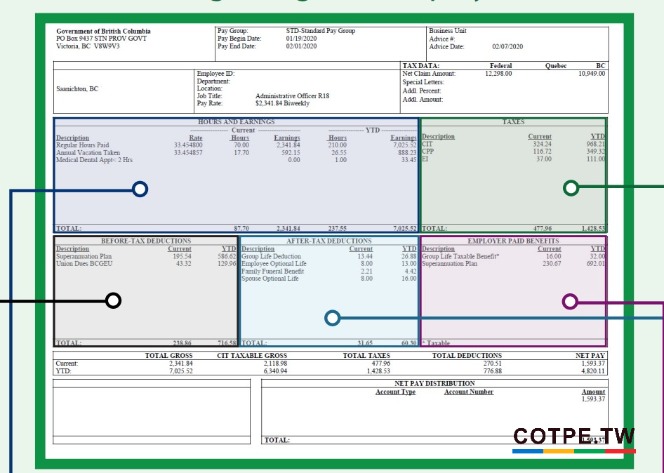 Government of British Columbia
PO Box 9437 STN PROV GOVT
Victoria, BC V8W9V3
Pay Group: STD-Standard Pay Group
Pay Begin Date: 01/19/2020
Pay End Date: 02/01/2020
Business Unit
Advice #:
Advice Date: 02/07/2020
Saanichton, BC
Employee ID:
Department:
Location:
Job Title: Administrative Officer R18
Pay Rate: $2,341.84 Biweekly
TAX DATA: Federal Quebec BC
Net Claim Amount: 12,298.00 10,949.00
Special Letters:
Addl. Percent:
Addl. Amount:
HOURS AND EARNINGS
Current YTD
Description Rate Hours Earnings Hours Earnings
Regular Hours Paid 33.454800 70.00 2,341.84 210.00 7,025.52
Annual Vacation Taken 33.454857 17.70 592.15 26.55 888.23
Medical Dental Appt< 2 Hrs 0.00 1.00 33.45
TOTAL: 87.70 2,341.84 237.55 7,025.52
TAXES
Description Current YTD
CIT 324.24 968.21
CPP 116.72 349.32
EI 37.00 111.00
TOTAL: 477.96 1,428.53
BEFORE-TAX DEDUCTIONS
Description Current YTD
Superannuation Plan 195.54 586.62
Union Dues BCGEU 43.32 129.96
TOTAL: 238.86 716.58
AFTER-TAX DEDUCTIONS
Description Current YTD
Group Life Deduction 13.44 26.88
Employee Optional Life 8.00 13.00
Family Funeral Benefit 2.21 4.42
Spouse Optional Life 8.00 16.00
TOTAL: 31.65 60.30
EMPLOYER PAID BENEFITS
Description Current YTD
Group Life Taxable Benefit* 16.00 32.00
Superannuation Plan 230.67 692.01
* Taxable
TOTAL GROSS CIT TAXABLE GROSS TOTAL TAXES TOTAL DEDUCTIONS NET PAY
Current: 2,341.84 2,118.98 477.96 270.51 1,593.37
YTD: 7,025.52 6,340.94 1,428.53 776.88 4,820.11
NET PAY DISTRIBUTION
Account Type Account Number Amount
1,593.37
TOTAL: 1,593.37
COTPE.TW